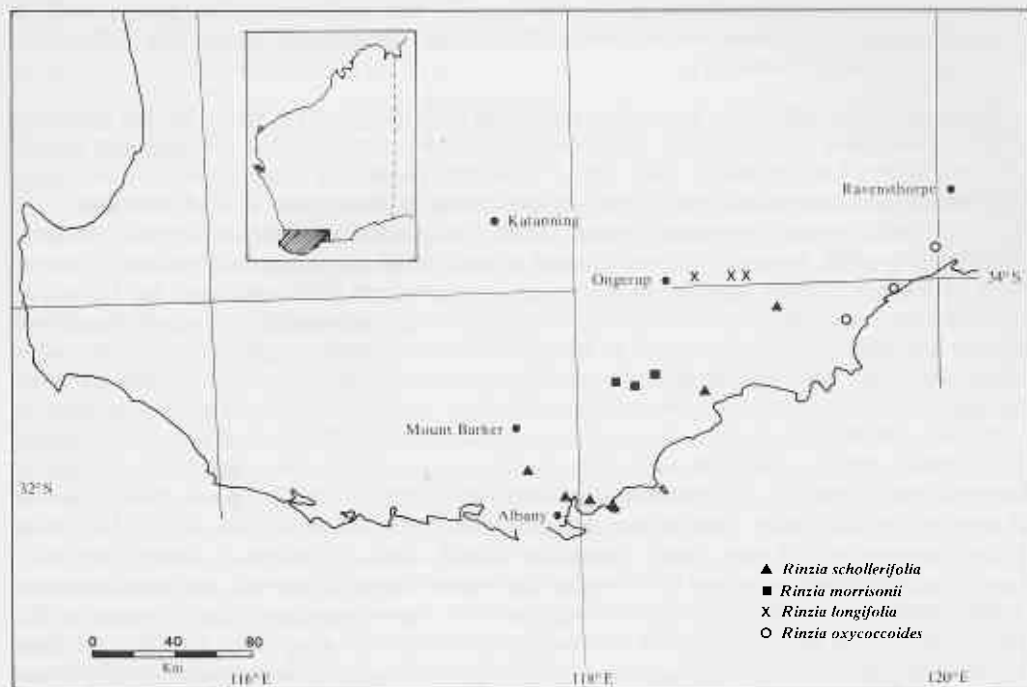 Ravensthorpe
Katanning
Ongerup
34°S
Mount Barker
32°S
Albany
▲ Rinzia schollerifolia
■ Rinzia morrisonii
x Rinzia longifolia
○ Rinzia oxycoccoides
0 40 80
Km
116°E 118°E 120°E